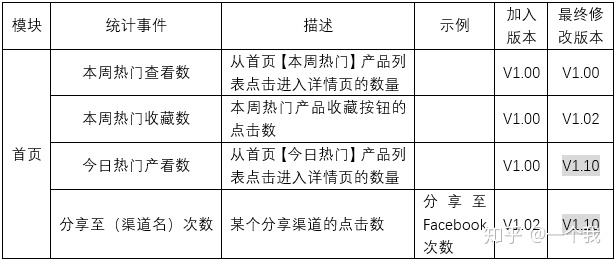 模块 统计事件 描述 示例 加入版本 最终修改版本
首页
本周热门查看数 从首页【本周热门】产品列表点击进入详情页的数量 V1.00 V1.00
本周热门收藏数 本周热门产品收藏按钮的点击数 V1.00 V1.02
今日热门产看数 从首页【今日热门】产品列表点击进入详情页的数量 V1.00 V1.10
分享至（渠道名）次数 某个分享渠道的点击数 分享至Facebook次数 V1.02 V1.10
知乎 @一个我